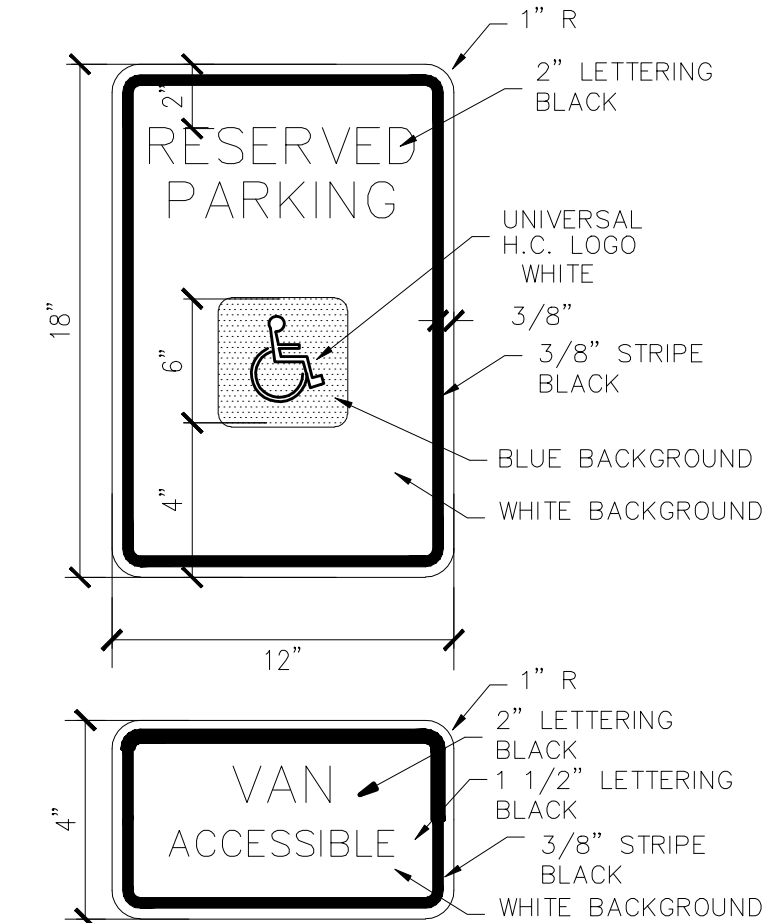 1” R
2” LETTERING
BLACK
2”
RESERVED
PARKING
UNIVERSAL
H.C. LOGO
WHITE
18”
3/8”
6”
3/8” STRIPE
BLACK
BLUE BACKGROUND
4”
WHITE BACKGROUND
12”
1” R
2” LETTERING
BLACK
VAN
1 1/2” LETTERING
BLACK
4”
ACCESSIBLE
3/8” STRIPE
BLACK
WHITE BACKGROUND